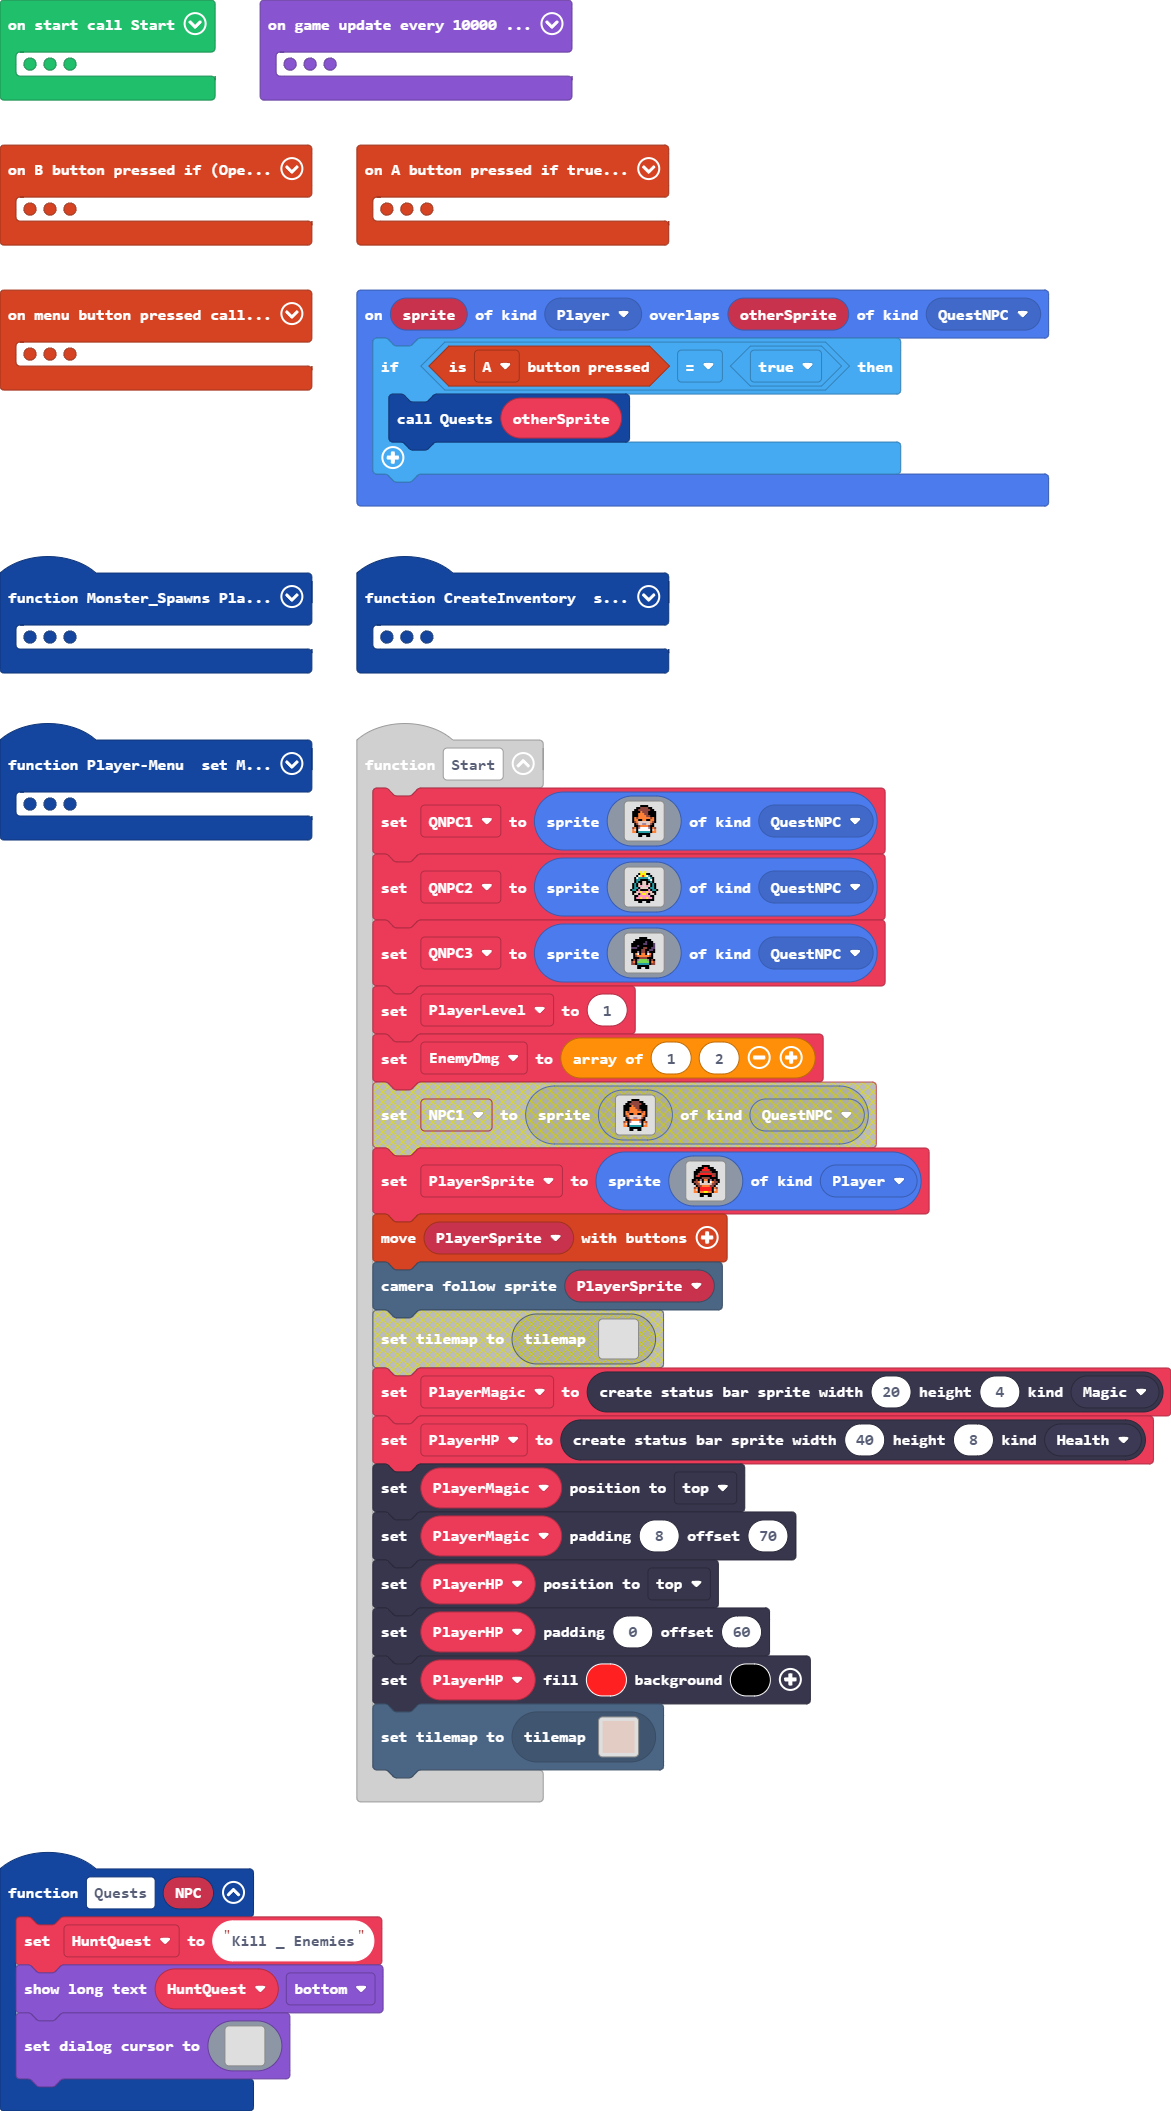 on start call Start
on game update every 10000 ...
on B button pressed if (Ope...
on A button pressed if true...
on menu button pressed call...
on sprite of kind Player overlaps otherSprite of kind QuestNPC
if is A button pressed = true then
call Quests otherSprite
function Monster_Spawns Pla...
function CreateInventory s...
function Player-Menu set M...
function Start
set QNPC1 to sprite of kind QuestNPC
set QNPC2 to sprite of kind QuestNPC
set QNPC3 to sprite of kind QuestNPC
set PlayerLevel to 1
set EnemyDmg to array of 1 2
set NPC1 to sprite of kind QuestNPC
set PlayerSprite to sprite of kind Player
move PlayerSprite with buttons
camera follow sprite PlayerSprite
set tilemap to tilemap
set PlayerMagic to create status bar sprite width 20 height 4 kind Magic
set PlayerHP to create status bar sprite width 40 height 8 kind Health
set PlayerMagic position to top
set PlayerMagic padding 8 offset 70
set PlayerHP position to top
set PlayerHP padding 0 offset 60
set PlayerHP fill background
set tilemap to tilemap
function Quests NPC
set HuntQuest to "Kill _ Enemies"
show long text HuntQuest bottom
set dialog cursor to